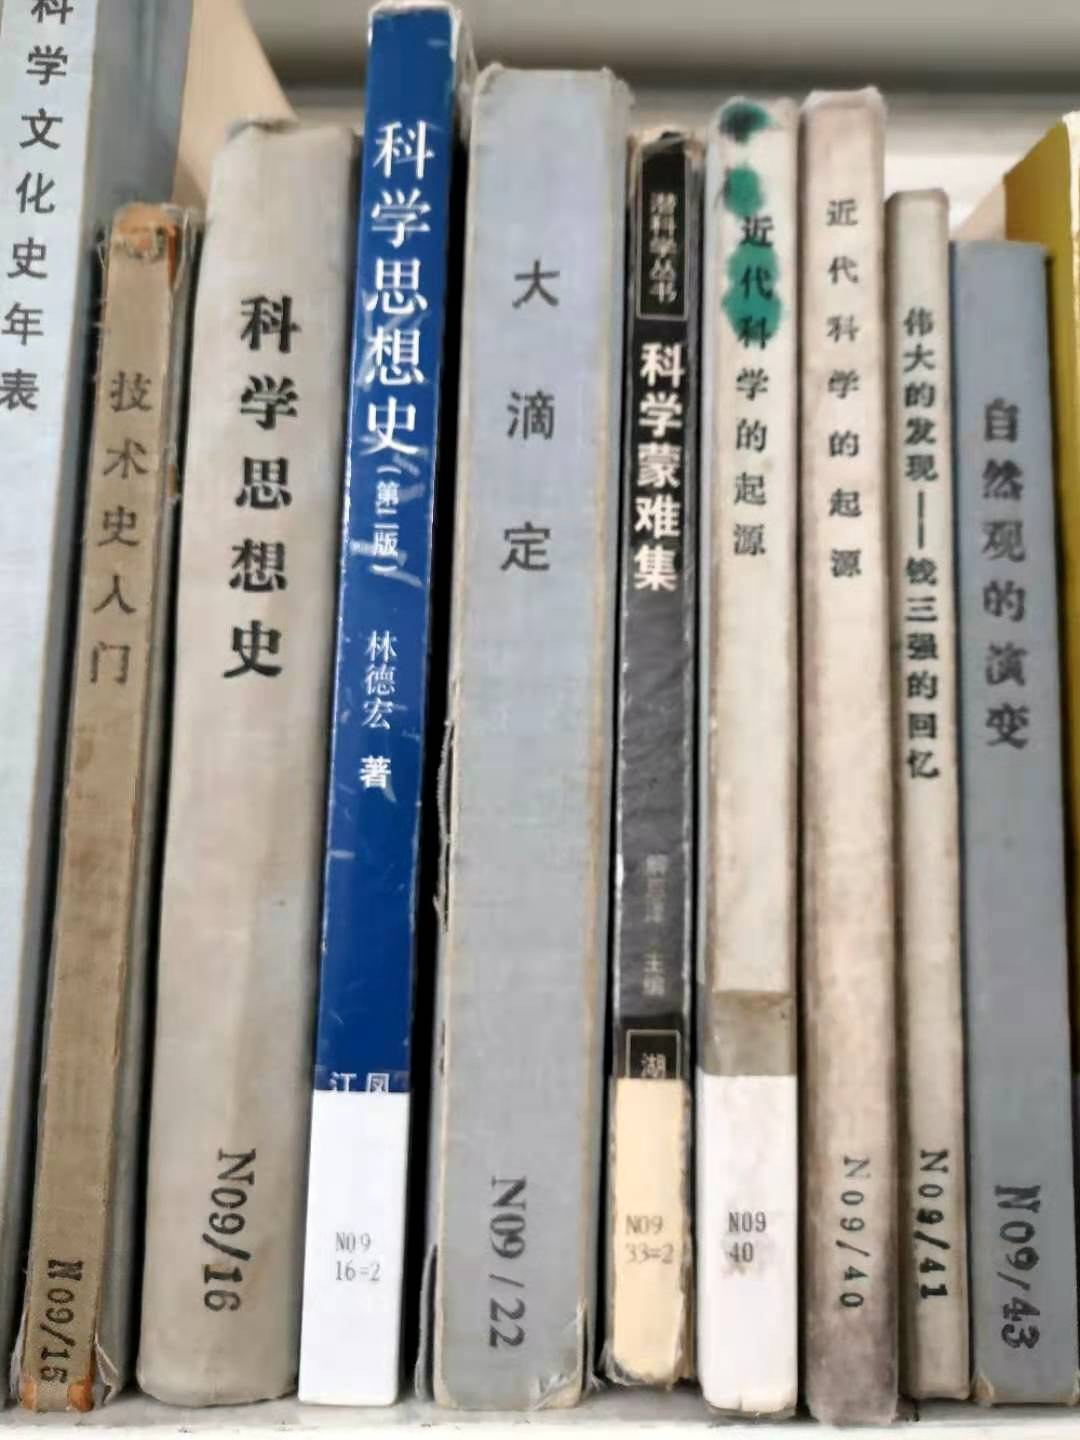 科学文化史年表
技术史入门
N09/15
科学思想史
N09/16
科学思想史(第二版)
林德宏 著
N09
16=2
大滴定
N09/22
潜科学丛书
科学蒙难集
主编
湖
N09
33=2
近代科学的起源
N09
40
近代科学的起源
N09/40
伟大的发现——钱三强的回忆
N09/41
自然观的演变
N09/43